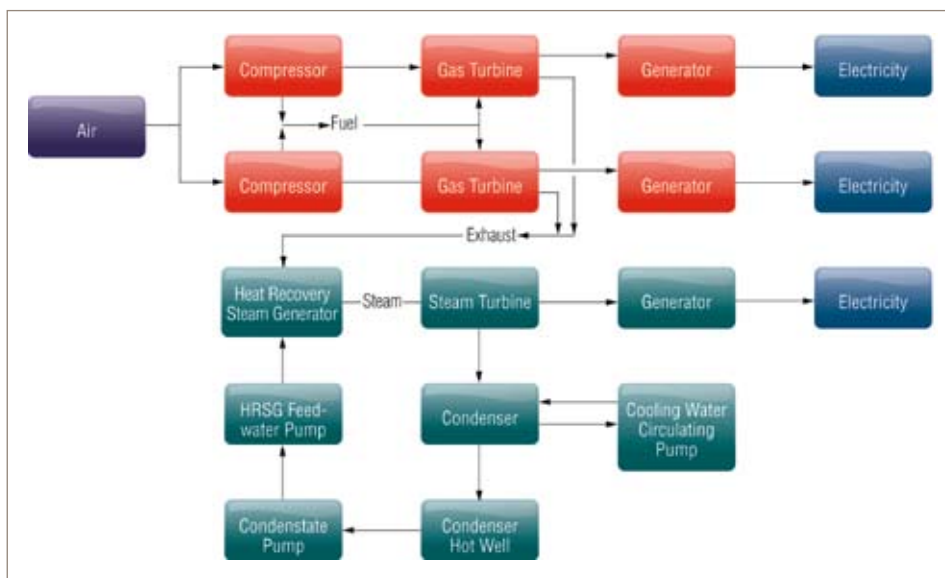 Compressor
Gas Turbine
Generator
Electricity
Air
Fuel
Compressor
Gas Turbine
Generator
Electricity
Exhaust
Heat Recovery
Steam Generator
Steam
Steam Turbine
Generator
Electricity
HRSG Feed-
water Pump
Condenser
Cooling Water
Circulating
Pump
Condenstate
Pump
Condenser
Hot Well